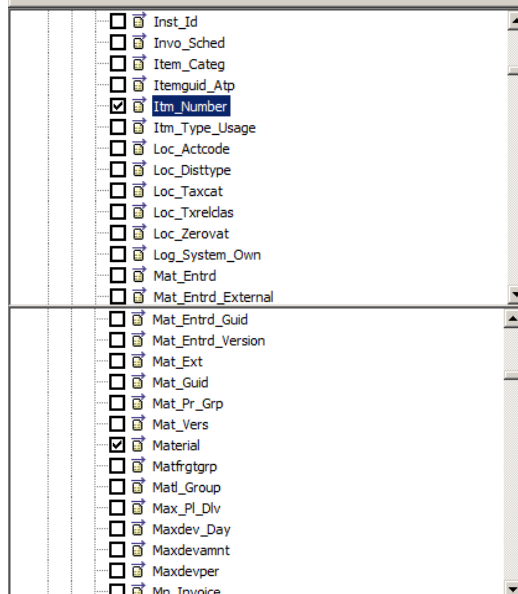 Inst_Id
Invo_Sched
Item_Categ
Itemguid_Atp
Itm_Number
Itm_Type_Usage
Loc_Actcode
Loc_Disttype
Loc_Taxcat
Loc_Txrelclas
Loc_Zerovat
Log_System_Own
Mat_Entrd
Mat_Entrd_External
Mat_Entrd_Guid
Mat_Entrd_Version
Mat_Ext
Mat_Guid
Mat_Pr_Grp
Mat_Vers
Material
Matfrgtgrp
Matl_Group
Max_Pl_Dlv
Maxdev_Day
Maxdevamnt
Maxdevper
Mn_Invoice